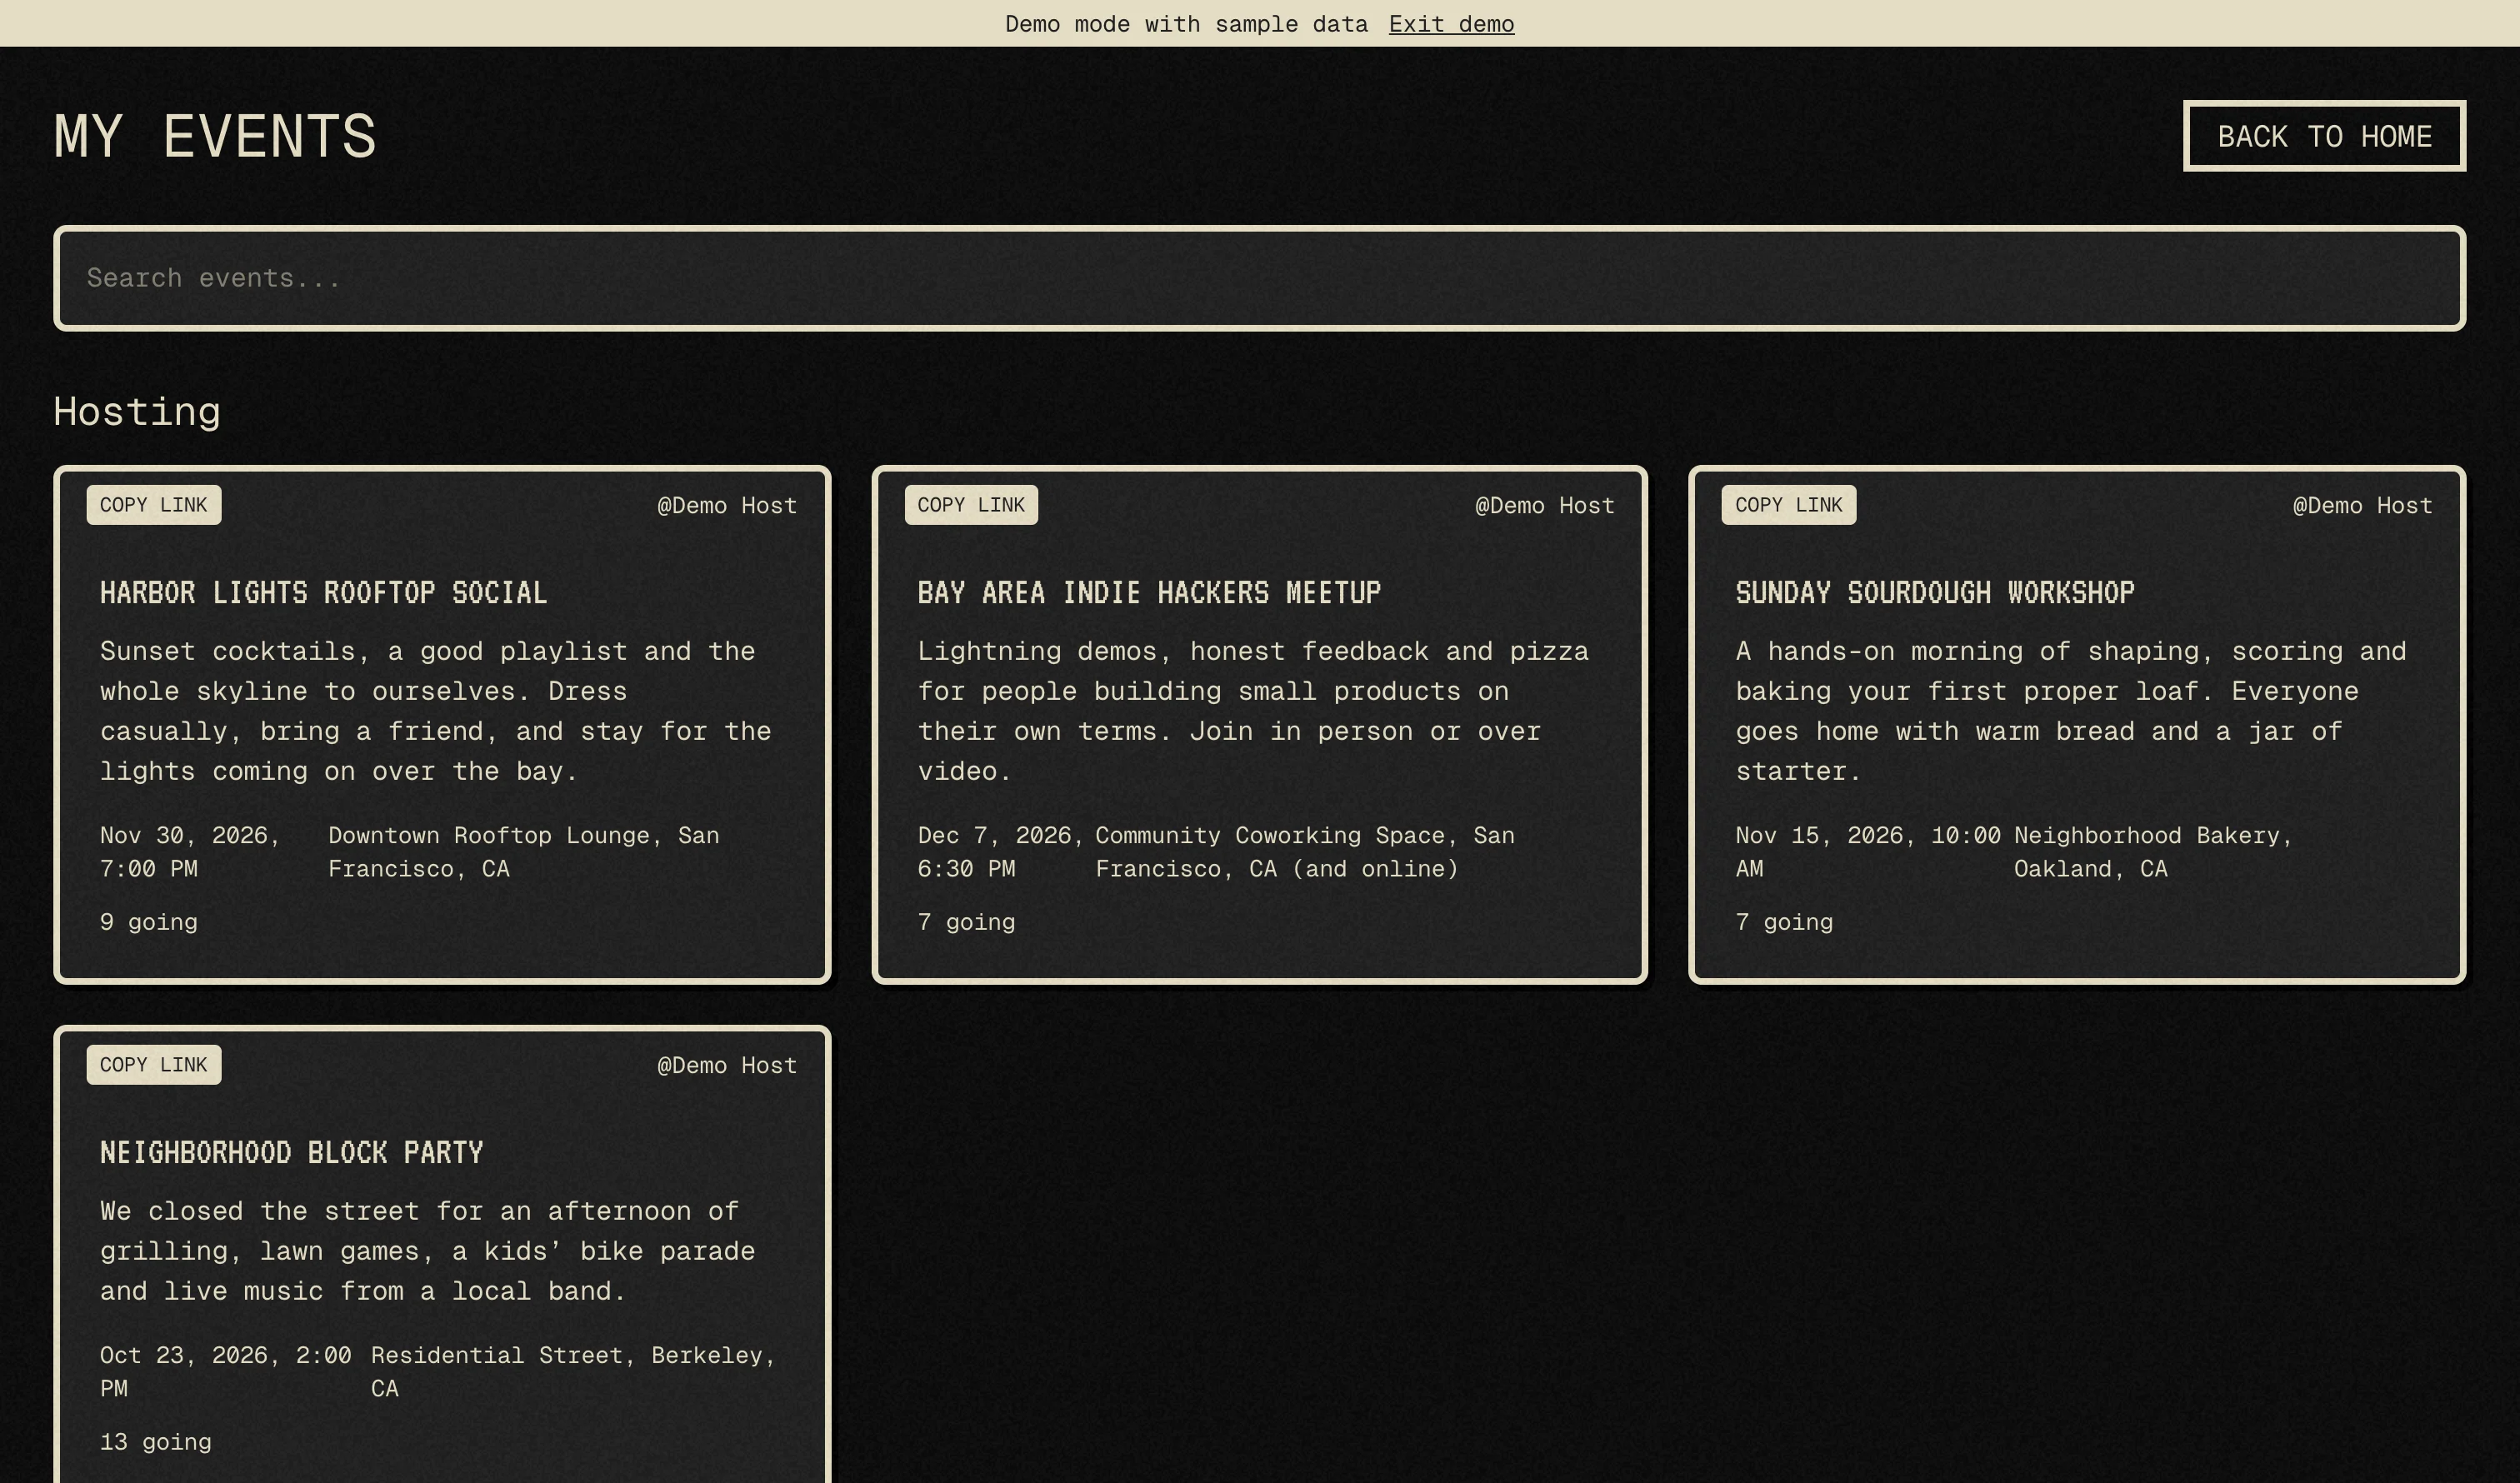 Demo mode with sample data Exit demo
MY EVENTS
BACK TO HOME
Search events...
Hosting
COPY LINK
@Demo Host
HARBOR LIGHTS ROOFTOP SOCIAL
Sunset cocktails, a good playlist and the
whole skyline to ourselves. Dress
casually, bring a friend, and stay for the
lights coming on over the bay.
Nov 30, 2026,
7:00 PM
Downtown Rooftop Lounge, San
Francisco, CA
9 going
COPY LINK
@Demo Host
BAY AREA INDIE HACKERS MEETUP
Lightning demos, honest feedback and pizza
for people building small products on
their own terms. Join in person or over
video.
Dec 7, 2026,
6:30 PM
Community Coworking Space, San
Francisco, CA (and online)
7 going
COPY LINK
@Demo Host
SUNDAY SOURDOUGH WORKSHOP
A hands-on morning of shaping, scoring and
baking your first proper loaf. Everyone
goes home with warm bread and a jar of
starter.
Nov 15, 2026, 10:00
AM
Neighborhood Bakery,
Oakland, CA
7 going
COPY LINK
@Demo Host
NEIGHBORHOOD BLOCK PARTY
We closed the street for an afternoon of
grilling, lawn games, a kids’ bike parade
and live music from a local band.
Oct 23, 2026, 2:00
PM
Residential Street, Berkeley,
CA
13 going